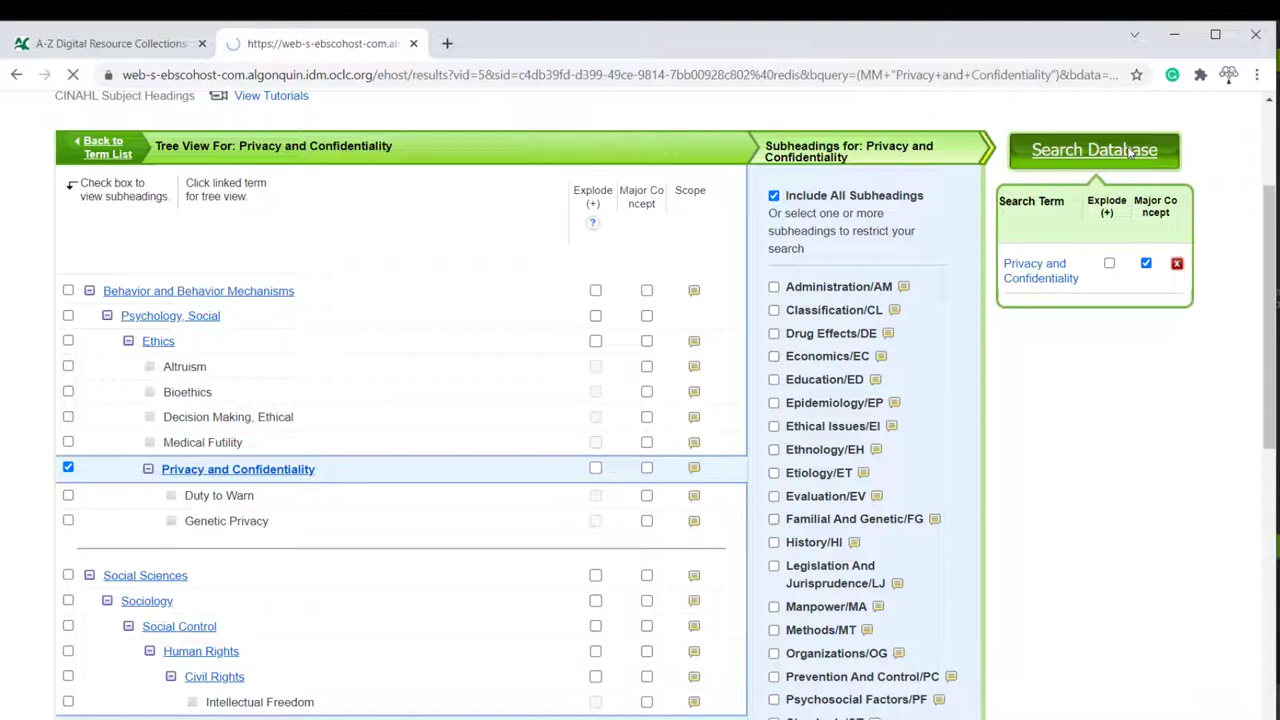 A-Z Digital Resource Collections
https://web-s-ebscohost-com.al
web-s-ebscohost-com.algonquin.idm.oclc.org/ehost/results?vid=5&sid=c4db39fd-d399-49ce-9814-7bb00928c802%40redis&bquery=(MM+"Privacy+and+Confidentiality")&bdata=...
CINAHL Subject Headings
View Tutorials
Back to
Term List
Tree View For: Privacy and Confidentiality
Subheadings for: Privacy and
Confidentiality
Search Database
Check box to
view subheadings.
Click linked term
for tree view.
Explode
(+)
?
Major Co
ncept
Scope
Include All Subheadings
Or select one or more
subheadings to restrict your
search
Search Term
Explode
(+)
Major Co
ncept
Privacy and
Confidentiality
x
Behavior and Behavior Mechanisms
Psychology, Social
Ethics
Altruism
Bioethics
Decision Making, Ethical
Medical Futility
Privacy and Confidentiality
Duty to Warn
Genetic Privacy
Social Sciences
Sociology
Social Control
Human Rights
Civil Rights
Intellectual Freedom
Administration/AM
Classification/CL
Drug Effects/DE
Economics/EC
Education/ED
Epidemiology/EP
Ethical Issues/EI
Ethnology/EH
Etiology/ET
Evaluation/EV
Familial And Genetic/FG
History/HI
Legislation And
Jurisprudence/LJ
Manpower/MA
Methods/MT
Organizations/OG
Prevention And Control/PC
Psychosocial Factors/PF